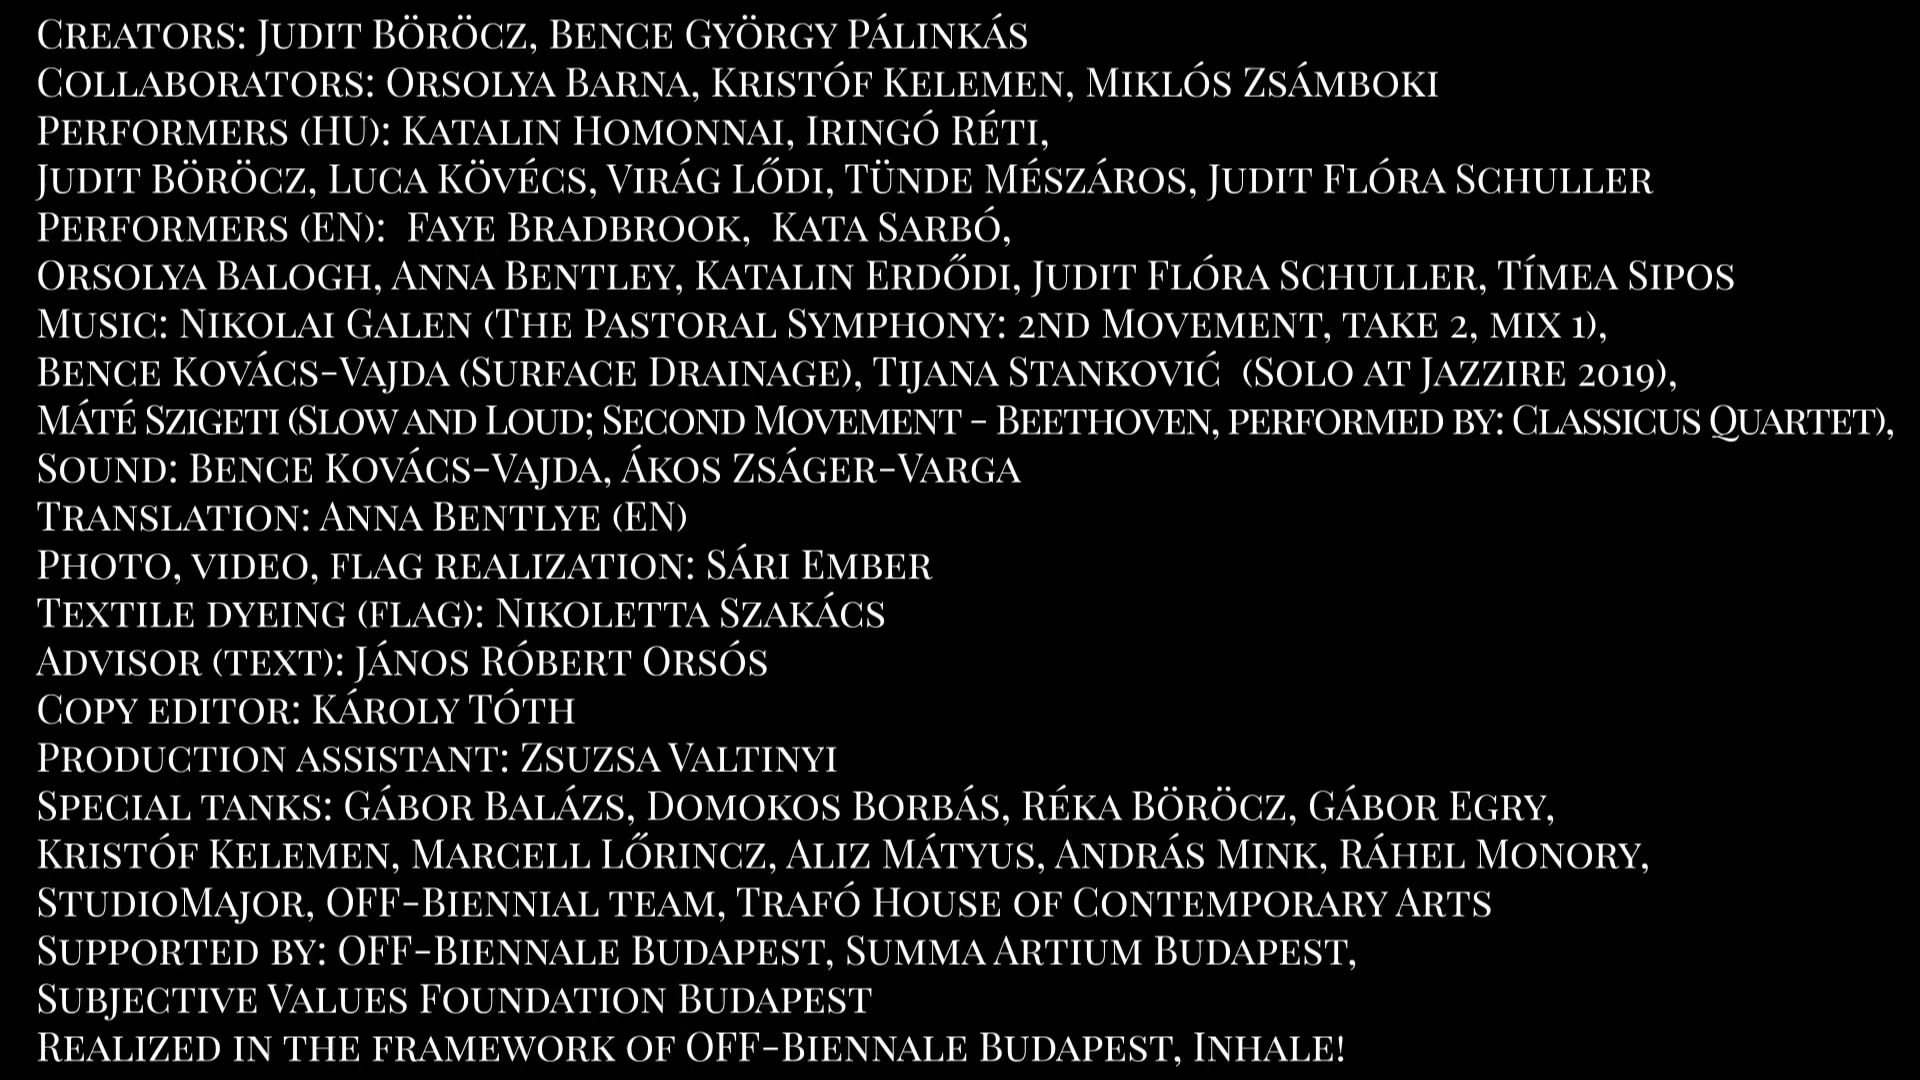 Creators: Judit Böröcz, Bence György Pálinkás
Collaborators: Orsolya Barna, Kristóf Kelemen, Miklós Zsámboki
Performers (HU): Katalin Homonnai, Iringó Réti,
Judit Böröcz, Luca Kövécs, Virág Lődi, Tünde Mészáros, Judit Flóra Schuller
Performers (EN): Faye Bradbrook, Kata Sarbó,
Orsolya Balogh, Anna Bentley, Katalin Erdődi, Judit Flóra Schuller, Tímea Sipos
Music: Nikolai Galen (The Pastoral Symphony: 2nd Movement, take 2, mix 1),
Bence Kovács-Vajda (Surface Drainage), Tijana Stanković (Solo at Jazzire 2019),
Máté Szigeti (Slow and Loud; Second Movement - Beethoven, performed by: Classicus Quartet),
Sound: Bence Kovács-Vajda, Ákos Zságer-Varga
Translation: Anna Bentlye (EN)
Photo, video, flag realization: Sári Ember
Textile dyeing (flag): Nikoletta Szakács
Advisor (text): János Róbert Orsós
Copy editor: Károly Tóth
Production assistant: Zsuzsa Valtinyi
Special tanks: Gábor Balázs, Domokos Borbás, Réka Böröcz, Gábor Egry,
Kristóf Kelemen, Marcell Lőrincz, Aliz Mátyus, András Mink, Ráhel Monory,
StudioMajor, OFF-Biennial team, Trafó House of Contemporary Arts
Supported by: OFF-Biennale Budapest, Summa Artium Budapest,
Subjective Values Foundation Budapest
Realized in the framework of OFF-Biennale Budapest, Inhale!